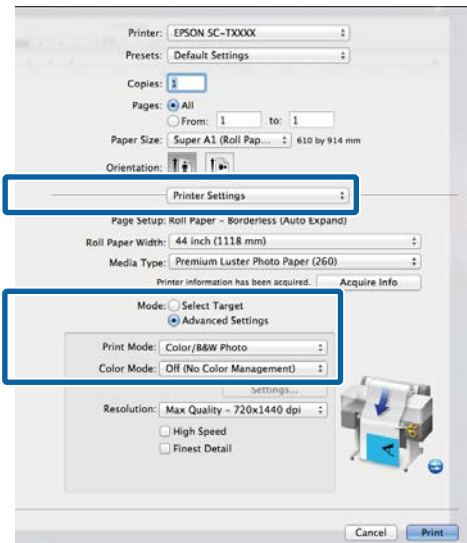 Printer: EPSON SC-TXXXX
Presets: Default Settings
Copies: 1
Pages: All
From: 1 to: 1
Paper Size: Super A1 (Roll Pap... 610 by 914 mm
Orientation:
Printer Settings
Page Setup: Roll Paper - Borderless (Auto Expand)
Roll Paper Width: 44 inch (1118 mm)
Media Type: Premium Luster Photo Paper (260)
Printer information has been acquired. Acquire Info
Mode: Select Target
Advanced Settings
Print Mode: Color/B&W Photo
Color Mode: Off (No Color Management)
Settings...
Resolution: Max Quality - 720x1440 dpi
High Speed
Finest Detail
A
Cancel Print